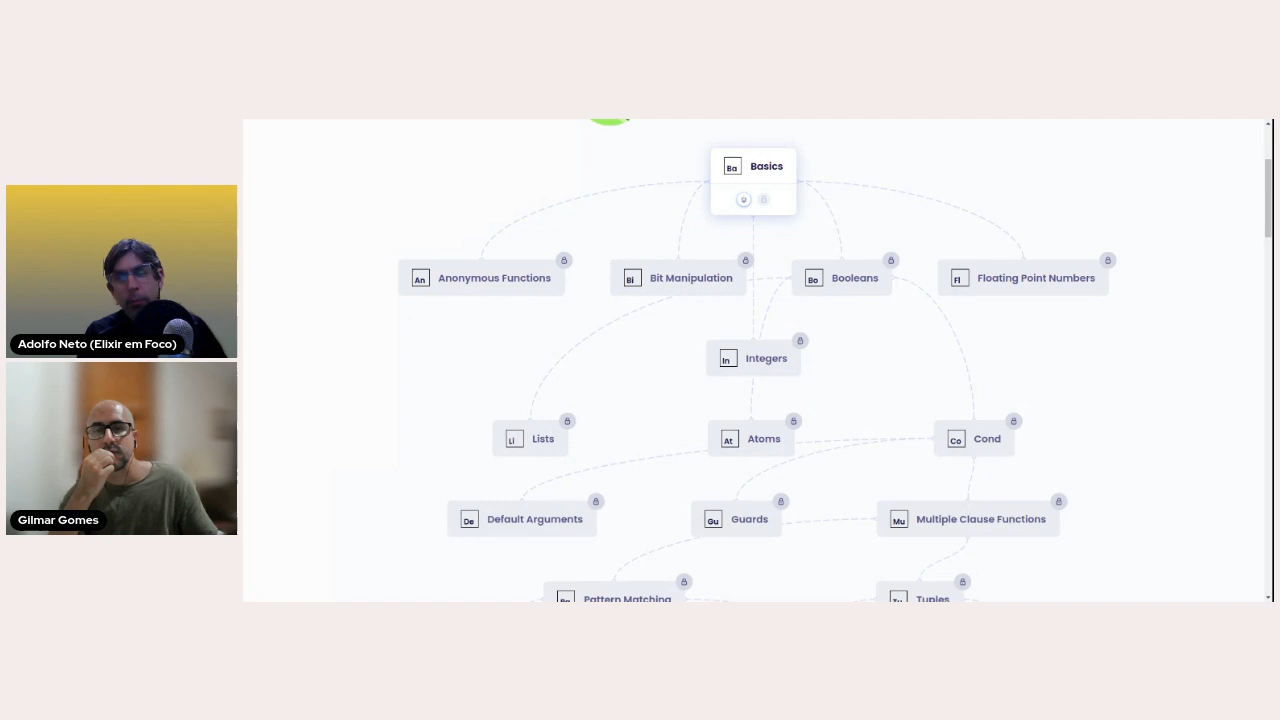 Ba Basics
An Anonymous Functions
Bi Bit Manipulation
Bo Booleans
Fl Floating Point Numbers
In Integers
Li Lists
At Atoms
Co Cond
De Default Arguments
Gu Guards
Mu Multiple Clause Functions
Pa Pattern Matching
Tu Tuples
Adolfo Neto (Elixir em Foco)
Gilmar Gomes